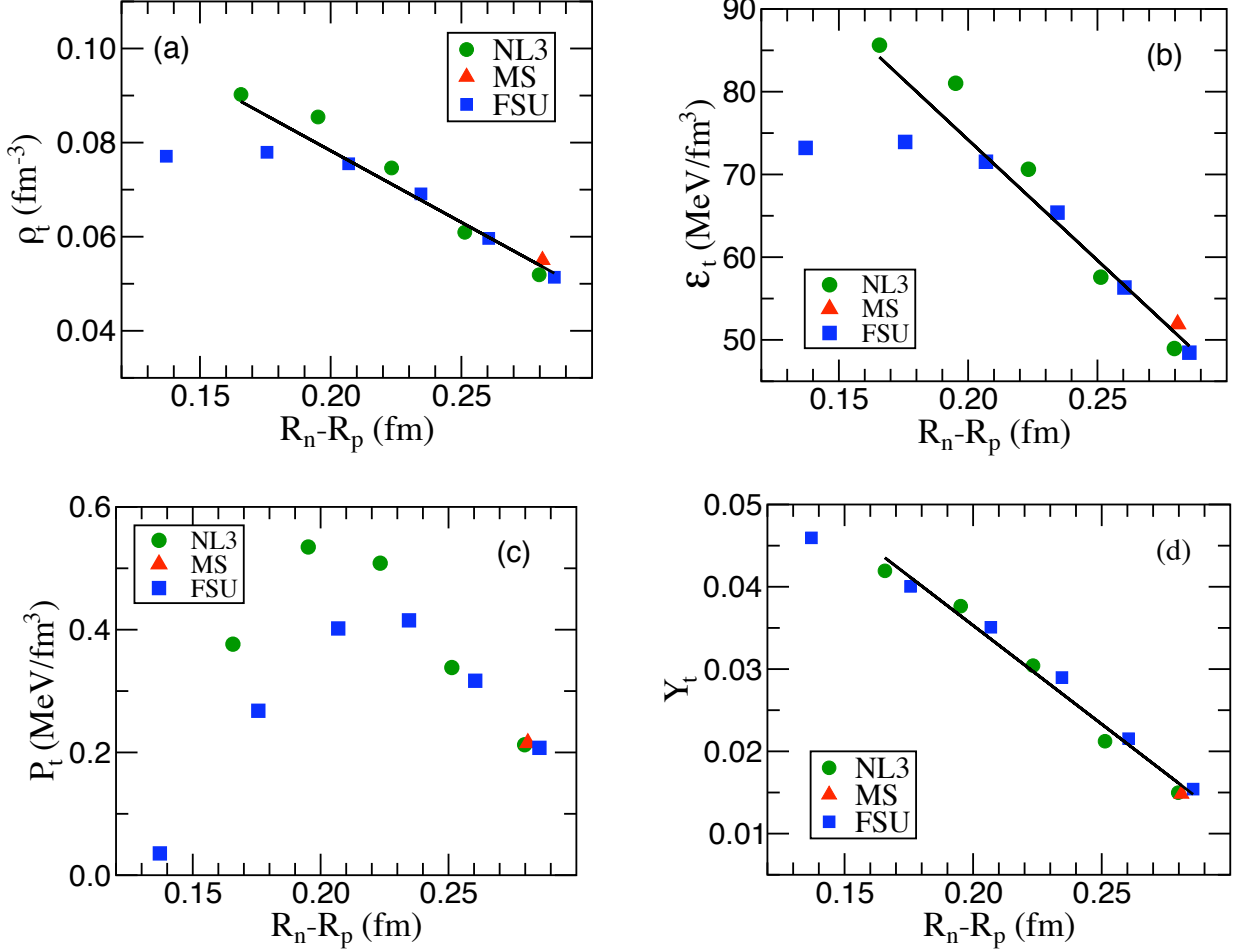 (a)
NL3
MS
FSU
0.10
0.08
0.06
0.04
ρt (fm-3)
0.15 0.20 0.25
Rn-Rp (fm)
(b)
NL3
MS
FSU
90
80
70
60
50
εt (MeV/fm3)
0.15 0.20 0.25
Rn-Rp (fm)
(c)
NL3
MS
FSU
0.6
0.4
0.2
0.0
Pt (MeV/fm3)
0.15 0.20 0.25
Rn-Rp (fm)
(d)
NL3
MS
FSU
0.05
0.04
0.03
0.02
0.01
Yt
0.15 0.20 0.25
Rn-Rp (fm)